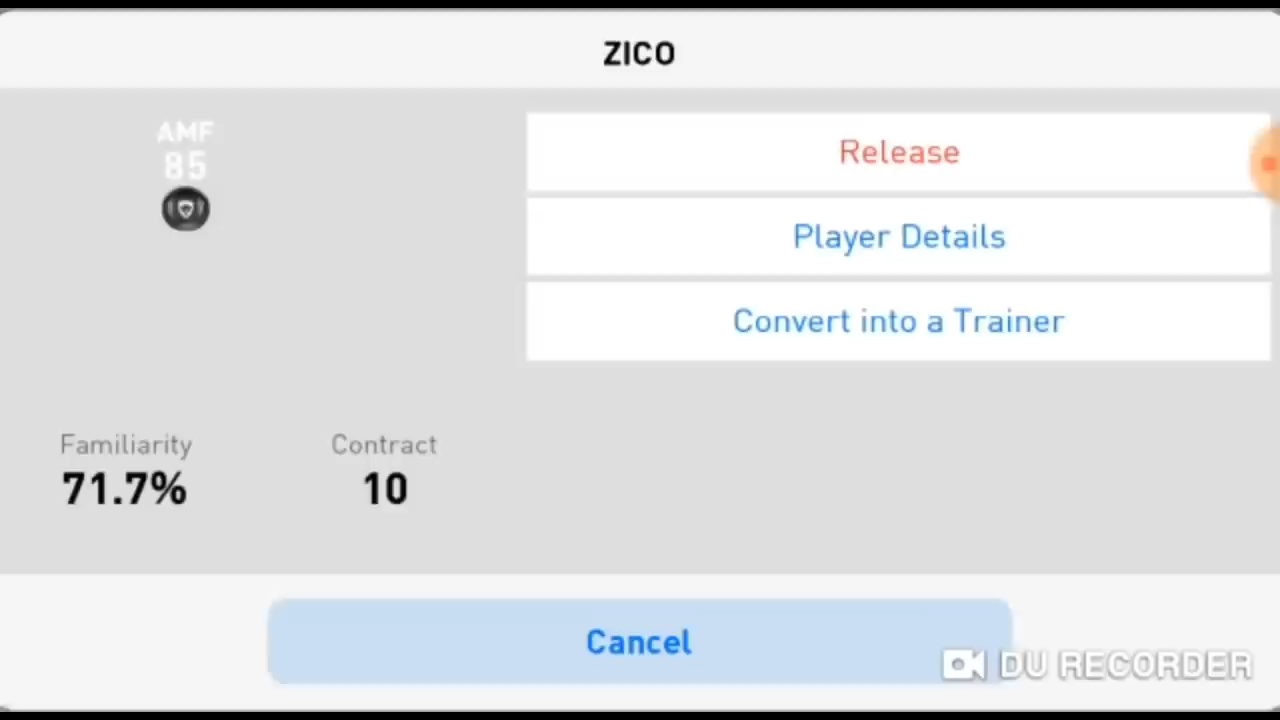 ZICO
AMF
85
Release
Player Details
Convert into a Trainer
Familiarity
71.7%
Contract
10
Cancel
DU RECORDER